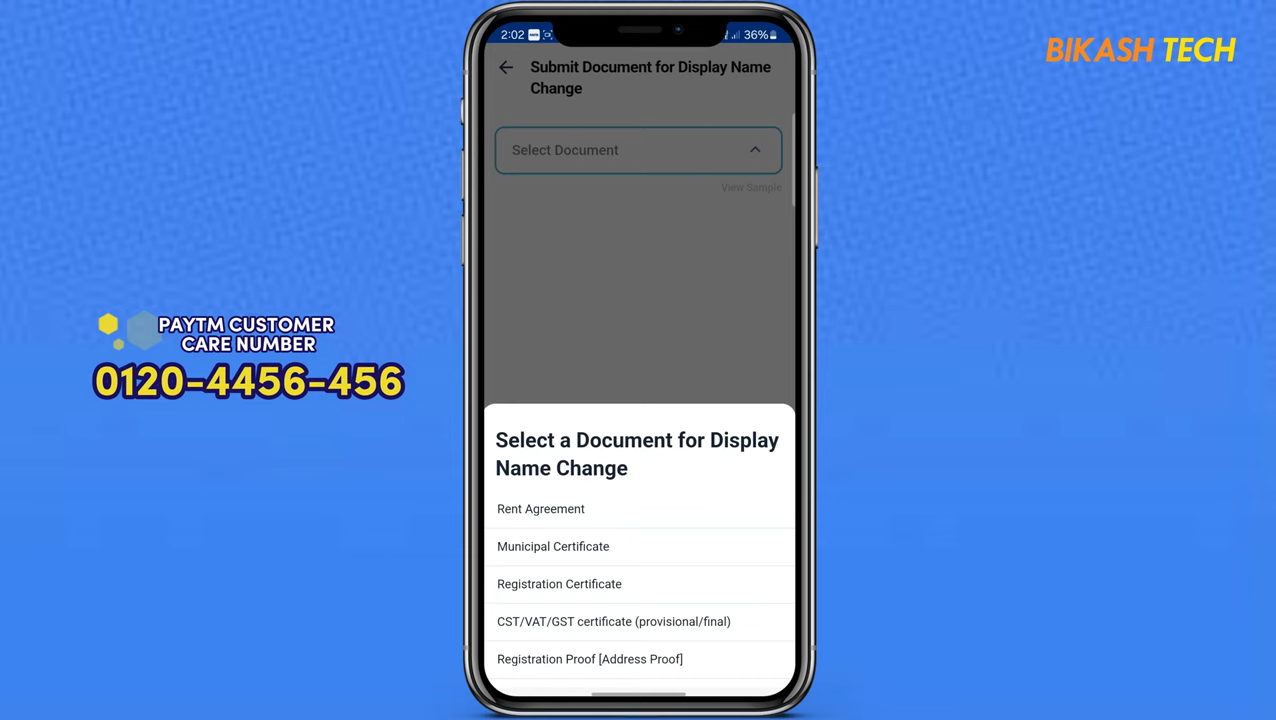 BIKASH TECH
2:02
36%
Submit Document for Display Name
Change
Select Document
View Sample
PAYTM CUSTOMER
CARE NUMBER
0120-4456-456
Select a Document for Display
Name Change
Rent Agreement
Municipal Certificate
Registration Certificate
CST/VAT/GST certificate (provisional/final)
Registration Proof [Address Proof]